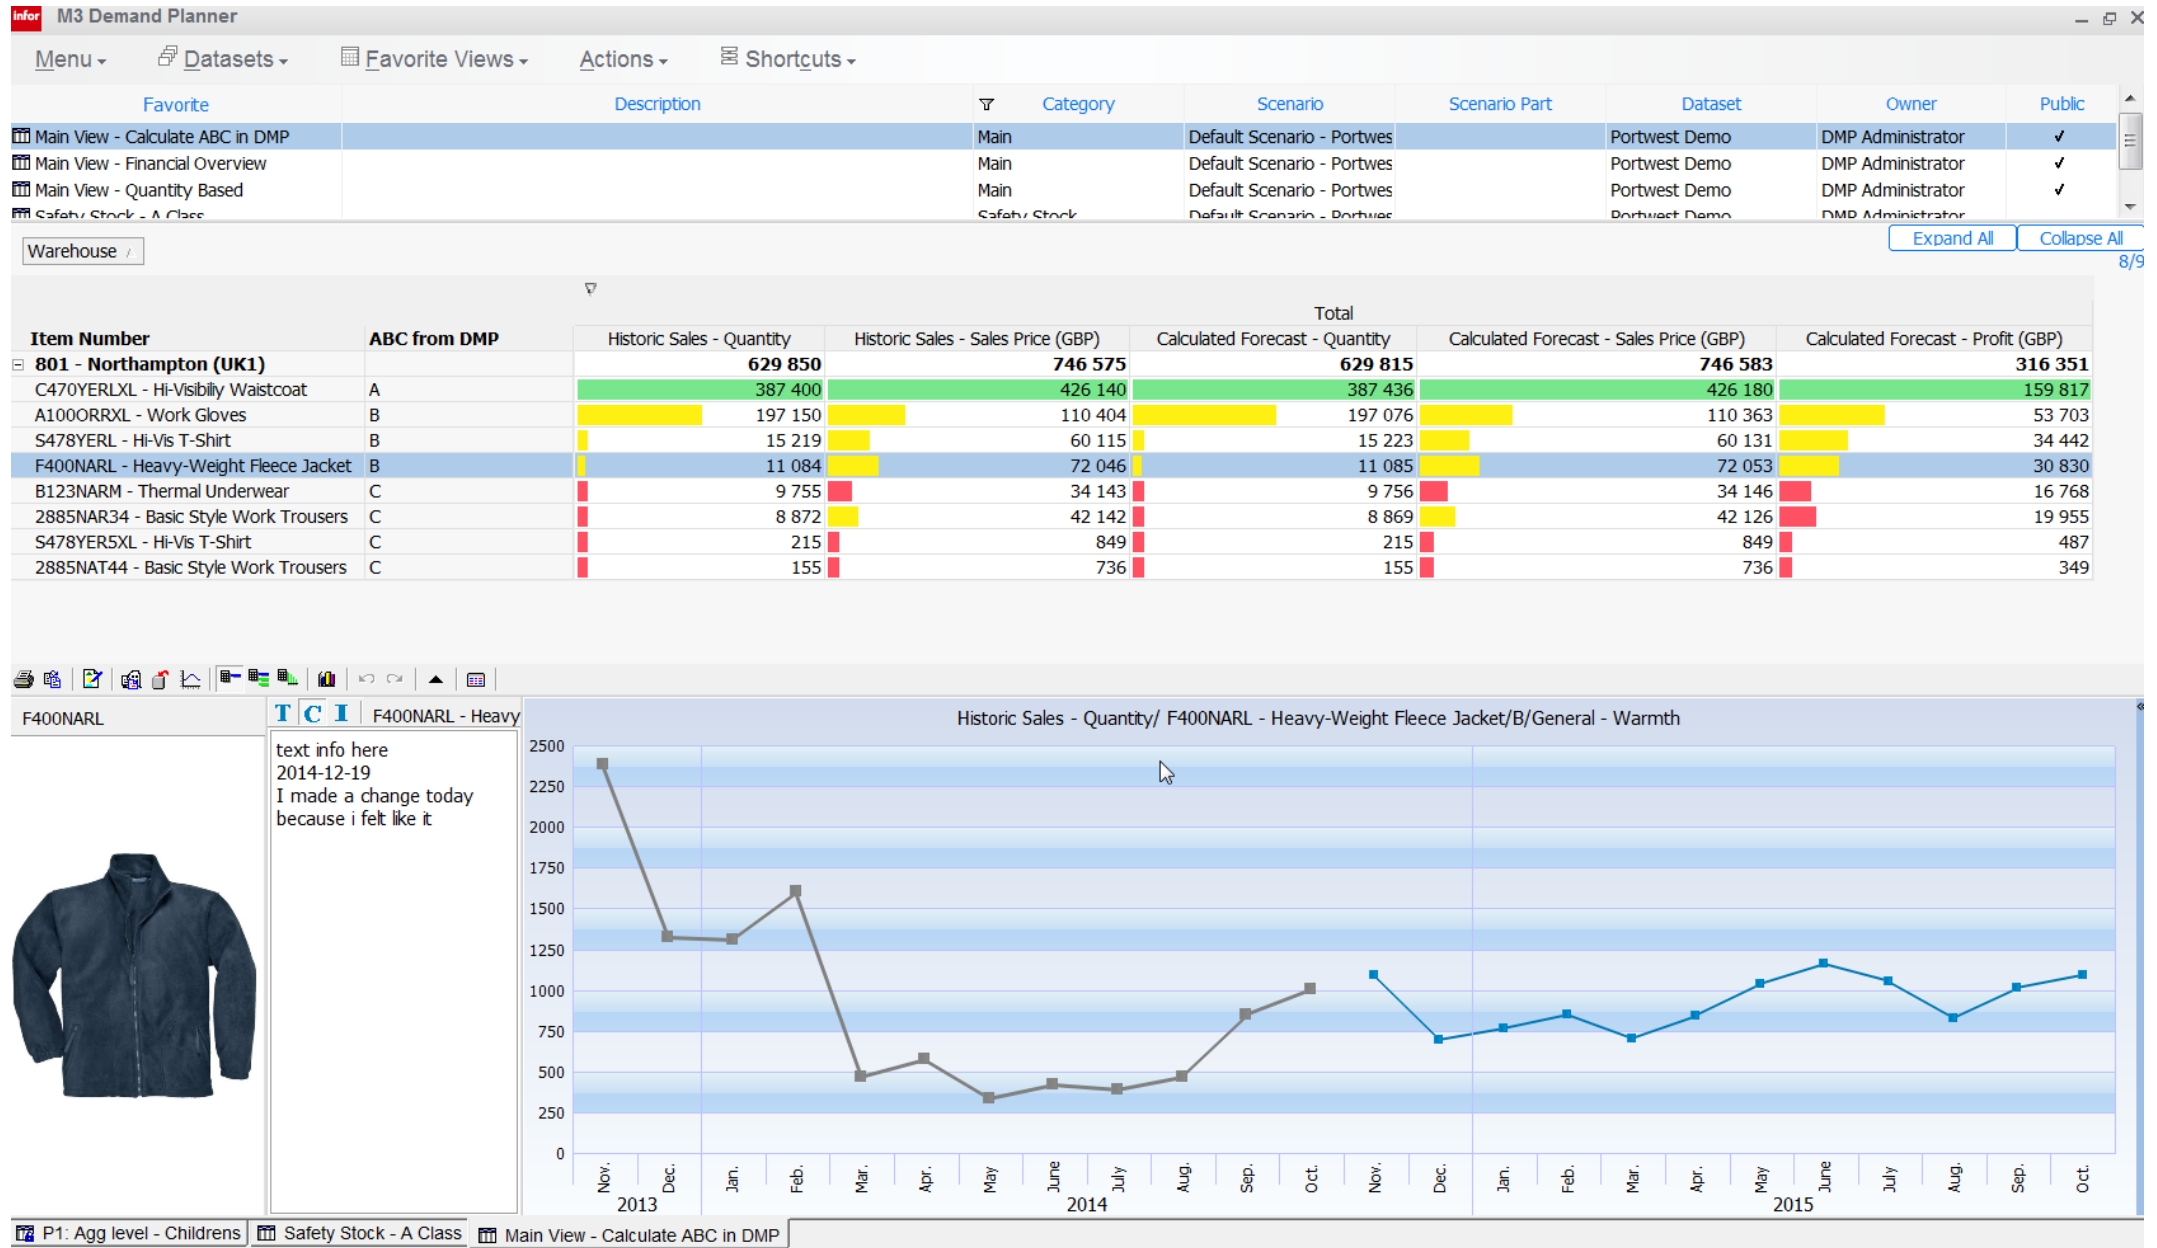 infor M3 Demand Planner
Menu Datasets Favorite Views Actions Shortcuts
Favorite Description Category Scenario Scenario Part Dataset Owner Public
Main View - Calculate ABC in DMP Main Default Scenario - Portwes Portwest Demo DMP Administrator ✓
Main View - Financial Overview Main Default Scenario - Portwes Portwest Demo DMP Administrator ✓
Main View - Quantity Based Main Default Scenario - Portwes Portwest Demo DMP Administrator ✓
Safety Stock - A Class Safety Stock Default Scenario - Portwes Portwest Demo DMP Administrator
Warehouse Expand All Collapse All
8/9
Total
Item Number ABC from DMP Historic Sales - Quantity Historic Sales - Sales Price (GBP) Calculated Forecast - Quantity Calculated Forecast - Sales Price (GBP) Calculated Forecast - Profit (GBP)
801 - Northampton (UK1) 629 850 746 575 629 815 746 583 316 351
C470YERLXL - Hi-Visibiliy Waistcoat A 387 400 426 140 387 436 426 180 159 817
A100ORRXL - Work Gloves B 197 150 110 404 197 076 110 363 53 703
S478YERL - Hi-Vis T-Shirt B 15 219 60 115 15 223 60 131 34 442
F400NARL - Heavy-Weight Fleece Jacket B 11 084 72 046 11 085 72 053 30 830
B123NARM - Thermal Underwear C 9 755 34 143 9 756 34 146 16 768
2885NAR34 - Basic Style Work Trousers C 8 872 42 142 8 869 42 126 19 955
S478YER5XL - Hi-Vis T-Shirt C 215 849 215 849 487
2885NAT44 - Basic Style Work Trousers C 155 736 155 736 349
F400NARL
T C I F400NARL - Heavy
text info here
2014-12-19
I made a change today
because i felt like it
Historic Sales - Quantity/ F400NARL - Heavy-Weight Fleece Jacket/B/General - Warmth
2500
2250
2000
1750
1500
1250
1000
750
500
250
0
Nov. Dec. Jan. Feb. Mar. Apr. May June July Aug. Sep. Oct. Nov. Dec. Jan. Feb. Mar. Apr. May June July Aug. Sep. Oct.
2013 2014 2015
P1: Agg level - Childrens Safety Stock - A Class Main View - Calculate ABC in DMP